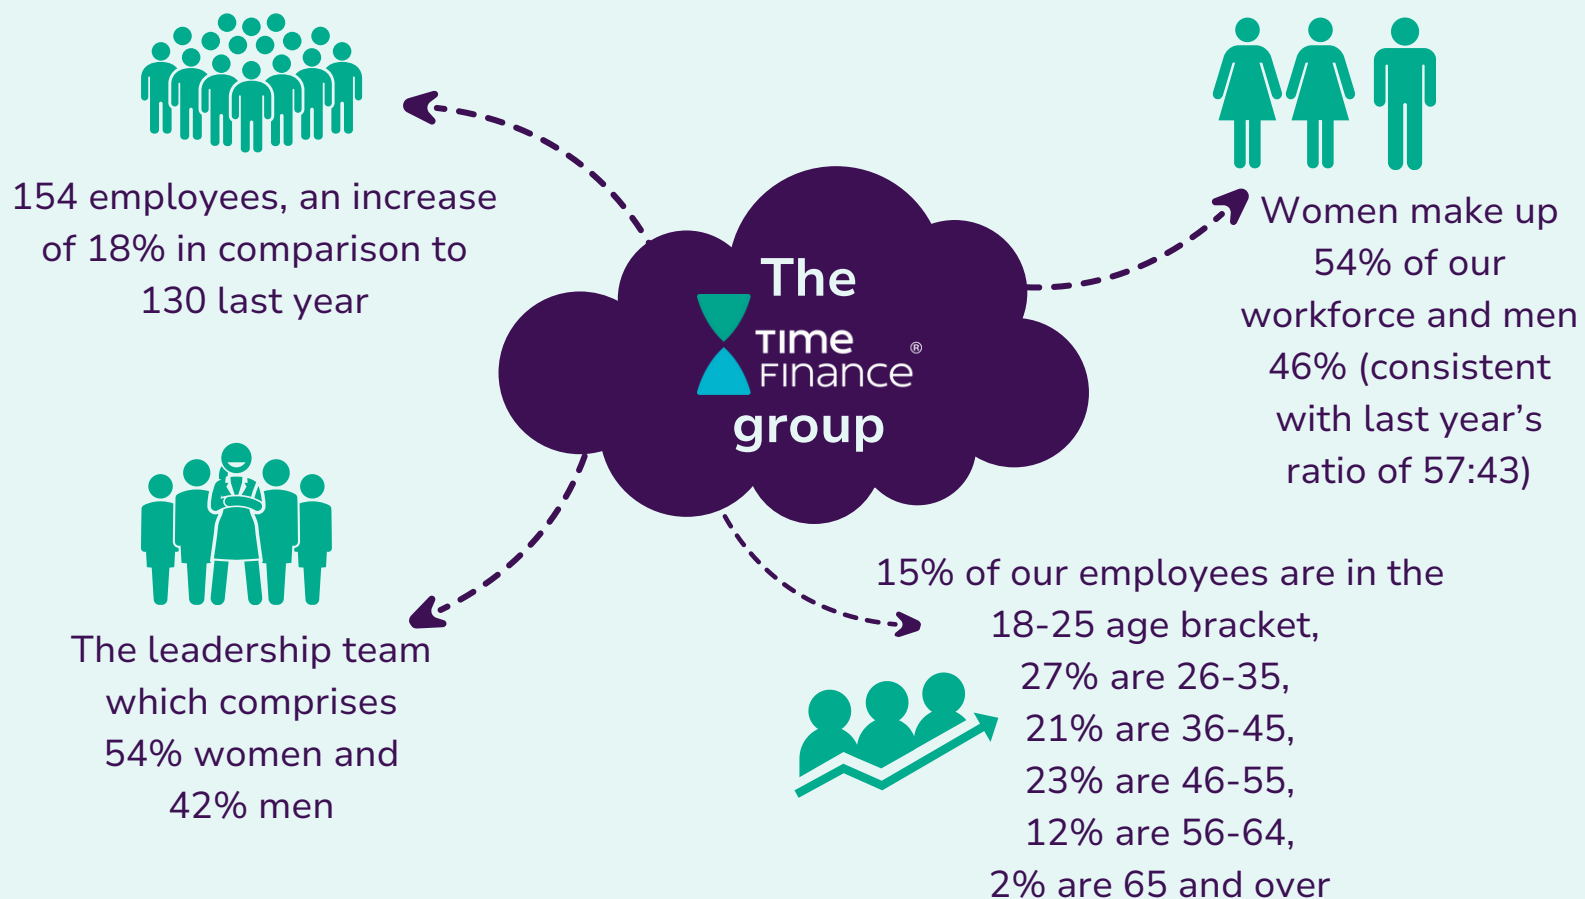 154 employees, an increase
of 18% in comparison to
130 last year
Women make up
54% of our
workforce and men
46% (consistent
with last year’s
ratio of 57:43)
The
TIme
FInance®
group
The leadership team
which comprises
54% women and
42% men
15% of our employees are in the
18-25 age bracket,
27% are 26-35,
21% are 36-45,
23% are 46-55,
12% are 56-64,
2% are 65 and over